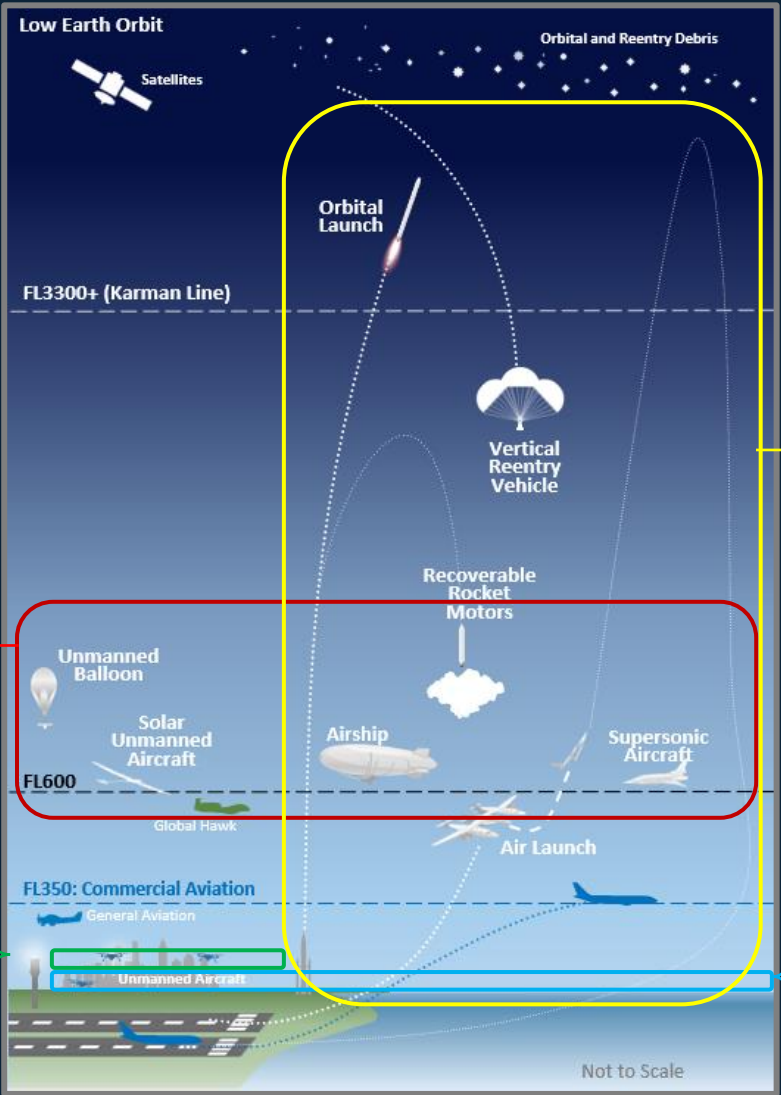 Low Earth Orbit
Orbital and Reentry Debris
Satellites
Orbital
Launch
FL3300+ (Karman Line)
Vertical
Reentry
Vehicle
Recoverable
Rocket
Motors
Unmanned
Balloon
Solar
Unmanned
Aircraft
Airship
Supersonic
Aircraft
FL600
Global Hawk
Air Launch
FL350: Commercial Aviation
General Aviation
Unmanned Aircraft
Not to Scale